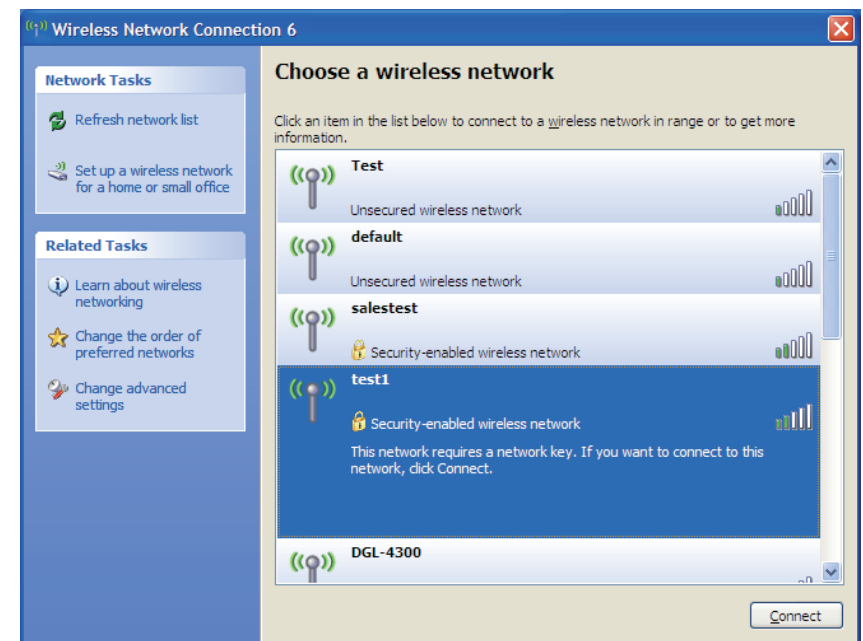 Wireless Network Connection 6
Network Tasks
Refresh network list
Set up a wireless network
for a home or small office
Related Tasks
Learn about wireless
networking
Change the order of
preferred networks
Change advanced
settings
Choose a wireless network
Click an item in the list below to connect to a wireless network in range or to get more
information.
Test
Unsecured wireless network
default
Unsecured wireless network
salestest
Security-enabled wireless network
test1
Security-enabled wireless network
This network requires a network key. If you want to connect to this
network, click Connect.
DGL-4300
Connect